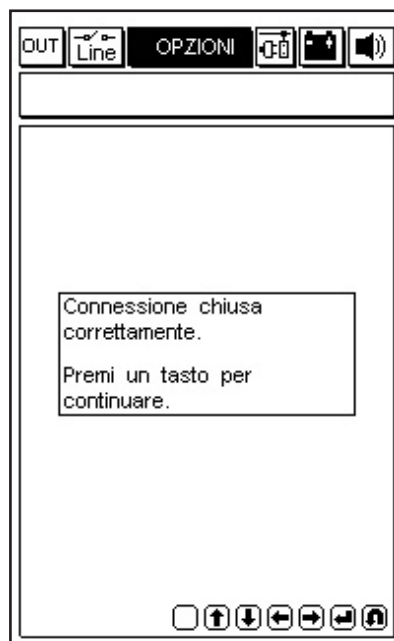 OUT Line OPZIONI
Connessione chiusa
correttamente.
Premi un tasto per
continuare.